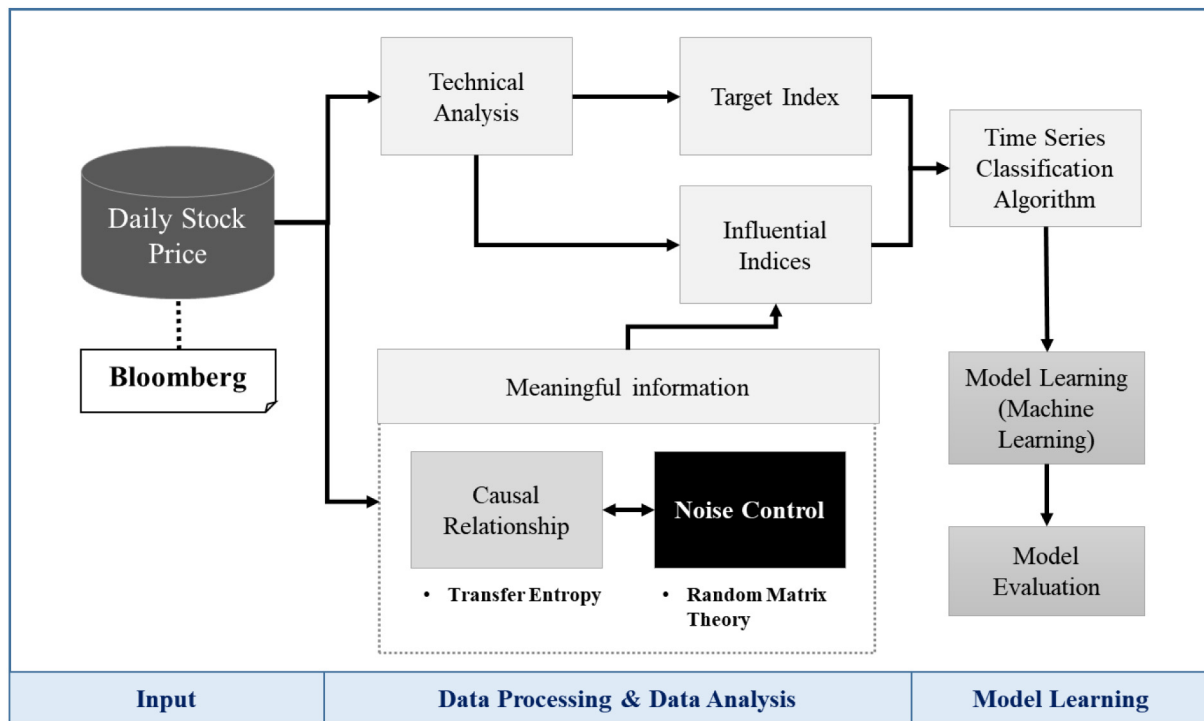 Technical
Analysis
Target Index
Time Series
Classification
Algorithm
Daily Stock
Price
Influential
Indices
Bloomberg
Meaningful information
Model Learning
(Machine
Learning)
Causal
Relationship
Noise Control
• Transfer Entropy
• Random Matrix
Theory
Model
Evaluation
Input
Data Processing & Data Analysis
Model Learning